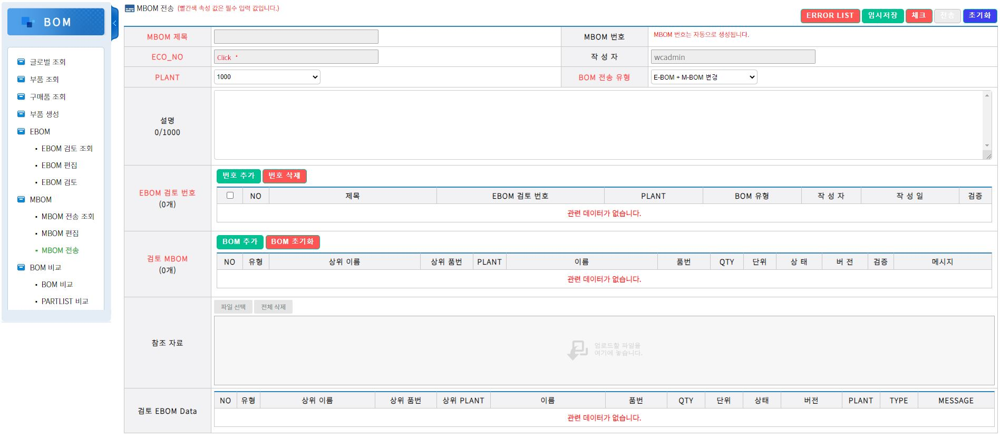 BOM
글로벌 조회
부품 조회
구매품 조회
부품 생성
EBOM
EBOM 검토 조회
EBOM 편집
EBOM 검토
MBOM
MBOM 전송 조회
MBOM 편집
MBOM 전송
BOM 비교
BOM 비교
PARTLIST 비교
MBOM 전송 (빨간색 속성 값은 필수 입력 값입니다.)
ERROR LIST 임시저장 체크 전송 초기화
MBOM 제목 MBOM 번호 MBOM 번호는 자동으로 생성됩니다.
ECO_NO Click * 작 성 자 wcadmin
PLANT 1000 BOM 전송 유형 E-BOM + M-BOM 변경
설명
0/1000
EBOM 검토 번호
(0개)
번호 추가 번호 삭제
NO 제목 EBOM 검토 번호 PLANT BOM 유형 작 성 자 작 성 일 검증
관련 데이터가 없습니다.
검토 MBOM
(0개)
BOM 추가 BOM 초기화
NO 유형 상위 이름 상위 품번 PLANT 이름 품번 QTY 단위 상 태 버 전 검증 메시지
관련 데이터가 없습니다.
참조 자료
파일 선택 전체 삭제
업로드할 파일을
여기에 놓습니다.
검토 EBOM Data
NO 유형 상위 이름 상위 품번 상위 PLANT 이름 품번 QTY 단위 상태 버전 PLANT TYPE MESSAGE
관련 데이터가 없습니다.